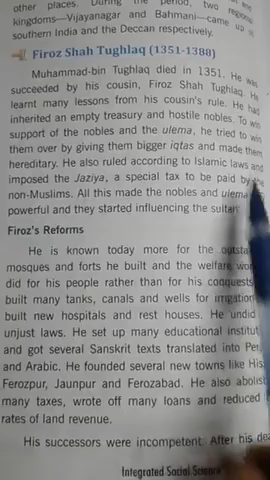 other places. During the period, two
kingdoms—Vijayanagar and Bahmani—came up in
southern India and the Deccan respectively.
Firoz Shah Tughlaq (1351-1388)
Muhammad-bin Tughlaq died in 1351. He was
succeeded by his cousin, Firoz Shah Tughlaq. He
learnt many lessons from his cousin's rule. He had
inherited an empty treasury and hostile nobles. To win
support of the nobles and the ulema, he tried to win
them over by giving them bigger iqtas and made them
hereditary. He also ruled according to Islamic laws and
imposed the Jaziya, a special tax to be paid by the
non-Muslims. All this made the nobles and ulema
powerful and they started influencing the sultan
Firoz's Reforms
He is known today more for the
mosques and forts he built and the welfare
did for his people rather than for his conquests
built many tanks, canals and wells for irrigation
built new hospitals and rest houses. He
unjust laws. He set up many educational
and got several Sanskrit texts translated into
and Arabic. He founded several new towns like
Ferozpur, Jaunpur and Ferozabad. He also
many taxes, wrote off many loans and reduced
rates of land revenue.
His successors were incompetent. After his
Integrated Social Science